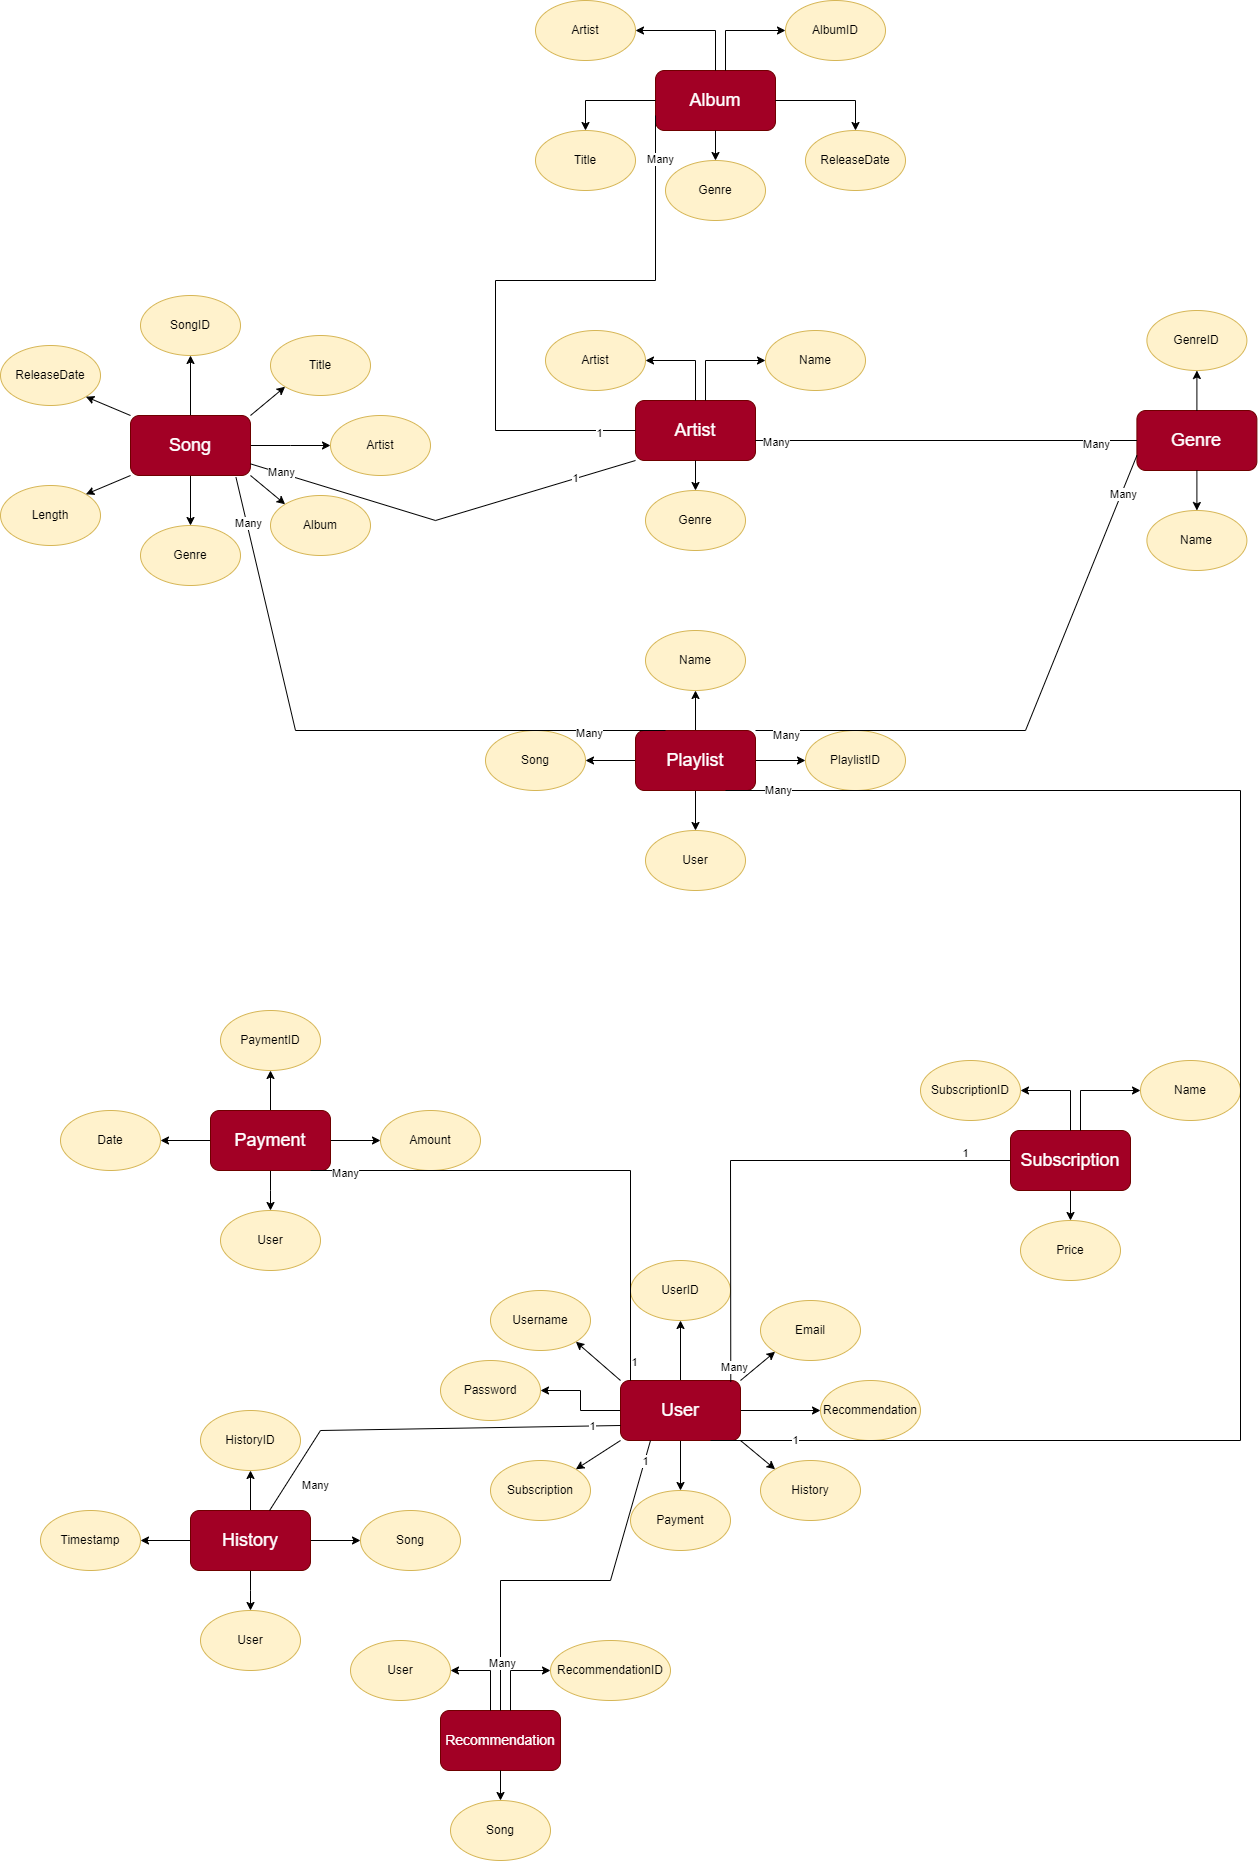 Artist
AlbumID
Album
Title
Many
Genre
ReleaseDate
SongID
ReleaseDate
Title
Song
Artist
Many
Length
Many
Genre
Album
Artist
Name
1
Artist
Many
1
Genre
GenreID
Many
Genre
Many
Name
Name
Many
Many
Song
Playlist
PlaylistID
Many
User
PaymentID
Date
Payment
Amount
Many
User
SubscriptionID
Name
1
Subscription
Price
UserID
Username
Email
1
Many
Password
User
Recommendation
1
1
1
Subscription
Payment
History
HistoryID
Many
Timestamp
History
Song
User
User
Many
RecommendationID
Recommendation
Song